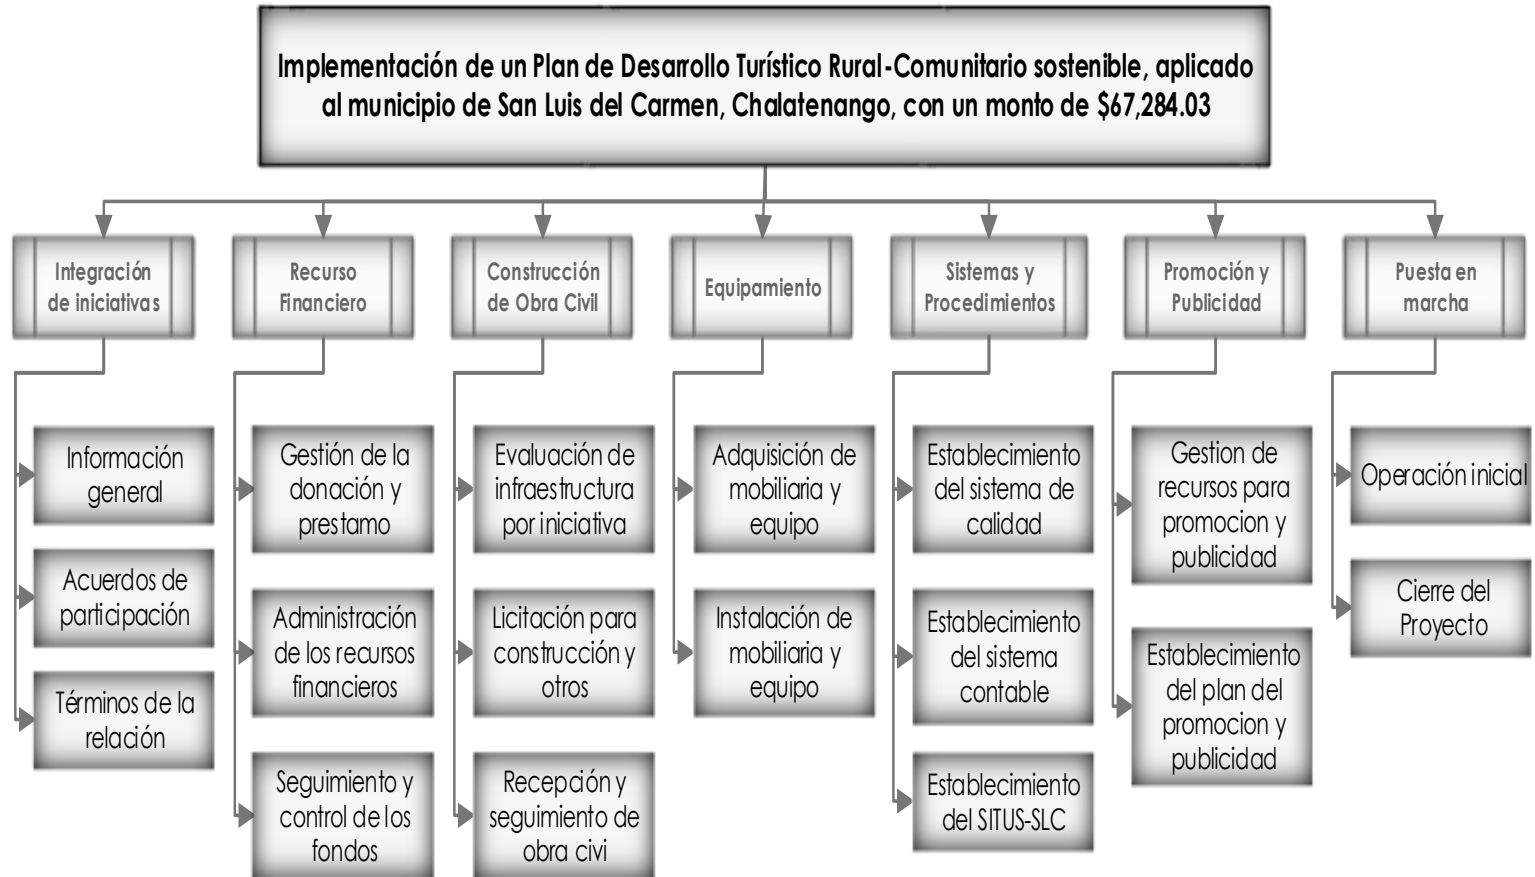 Implementación de un Plan de Desarrollo Turístico Rural-Comunitario sostenible, aplicado
al municipio de San Luis del Carmen, Chalatenango, con un monto de $67,284.03
Integración
de iniciativas
Recurso
Financiero
Construcción
de Obra Civil
Equipamiento
Sistemas y
Procedimientos
Promoción y
Publicidad
Puesta en
marcha
Información
general
Acuerdos de
participación
Términos de la
relación
Gestión de la
donación y
prestamo
Administración
de los recursos
financieros
Seguimiento y
control de los
fondos
Evaluación de
infraestructura
por iniciativa
Licitación para
construcción y
otros
Recepción y
seguimiento de
obra civi
Adquisición de
mobiliaria y
equipo
Instalación de
mobiliaria y
equipo
Establecimiento
del sistema de
calidad
Establecimiento
del sistema
contable
Establecimiento
del SITUS-SLC
Gestion de
recursos para
promocion y
publicidad
Establecimiento
del plan del
promocion y
publicidad
Operación inicial
Cierre del
Proyecto